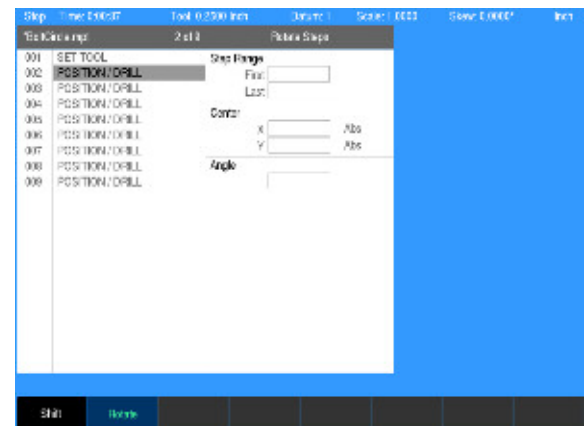 Stop Time: 0:00:07 Tool: 0.2500 Inch Datum: 1 Scale: 1.0000 Skew: 0.0000° Inch
2 of 9 Rotate Steps
001 SET TOOL
002 POSITION / DRILL
003 POSITION / DRILL
004 POSITION / DRILL
005 POSITION / DRILL
006 POSITION / DRILL
007 POSITION / DRILL
008 POSITION / DRILL
009 POSITION / DRILL
Step Range
First
Last
Center
X Abs
Y Abs
Angle
Shift Rotate